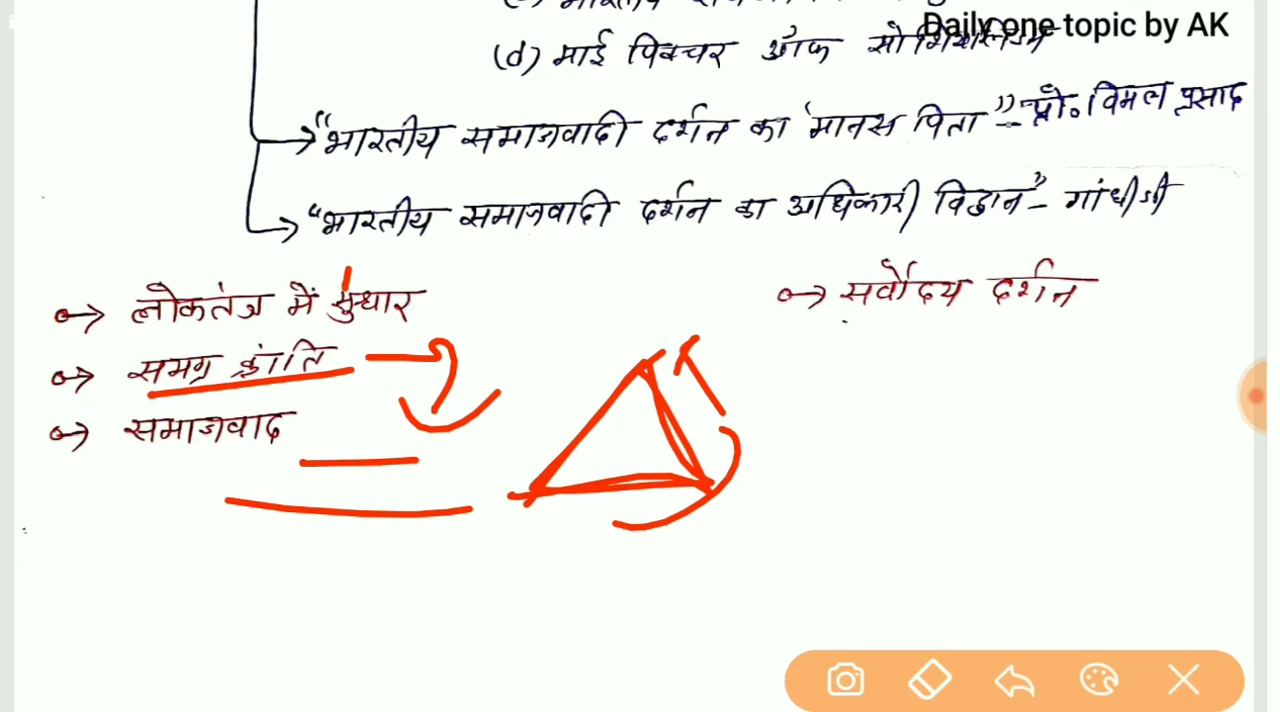 Daily one topic by AK
(d) माई पिक्चर ऑफ सोशियलिज्म
→ "भारतीय समाजवादी दर्शन का 'मानस पिता" - प्रो. विमल प्रसाद
→ "भारतीय समाजवादी दर्शन का अधिकारी विद्वान" - गांधीजी
→ लोकतंत्र में सुधार
→ सर्वोदय दर्शन
→ समग्र क्रांति
→ समाजवाद